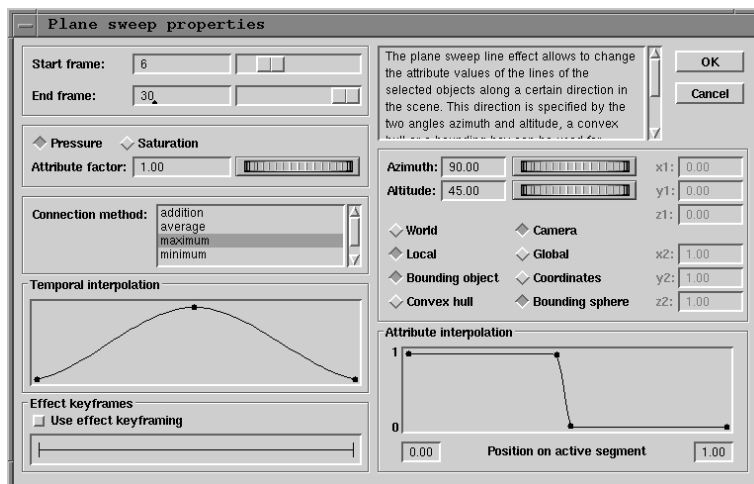 Plane sweep properties
Start frame: 6
End frame: 30
Pressure Saturation
Attribute factor: 1.00
Connection method: addition
average
maximum
minimum
Temporal interpolation
Effect keyframes
Use effect keyframing
The plane sweep line effect allows to change
the attribute values of the lines of the
selected objects along a certain direction in
the scene. This direction is specified by the
two angles azimuth and altitude, a convex
OK
Cancel
Azimuth: 90.00
Altitude: 45.00
x1: 0.00
y1: 0.00
z1: 0.00
World Camera
Local Global
Bounding object Coordinates
Convex hull Bounding sphere
x2: 1.00
y2: 1.00
z2: 1.00
Attribute interpolation
1
0
0.00 Position on active segment 1.00